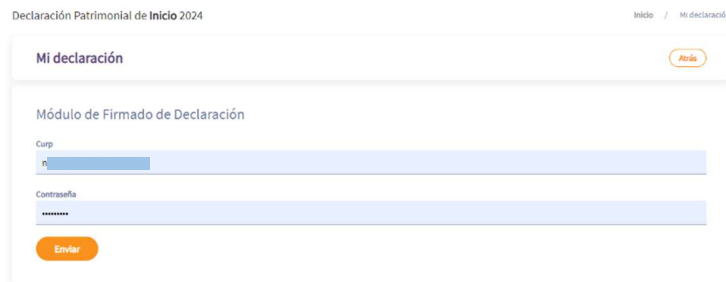 Declaración Patrimonial de Inicio 2024
Inicio / Mi declaració
Mi declaración
Atrás
Módulo de Firmado de Declaración
Curp
n
Contraseña
•••••••••
Enviar